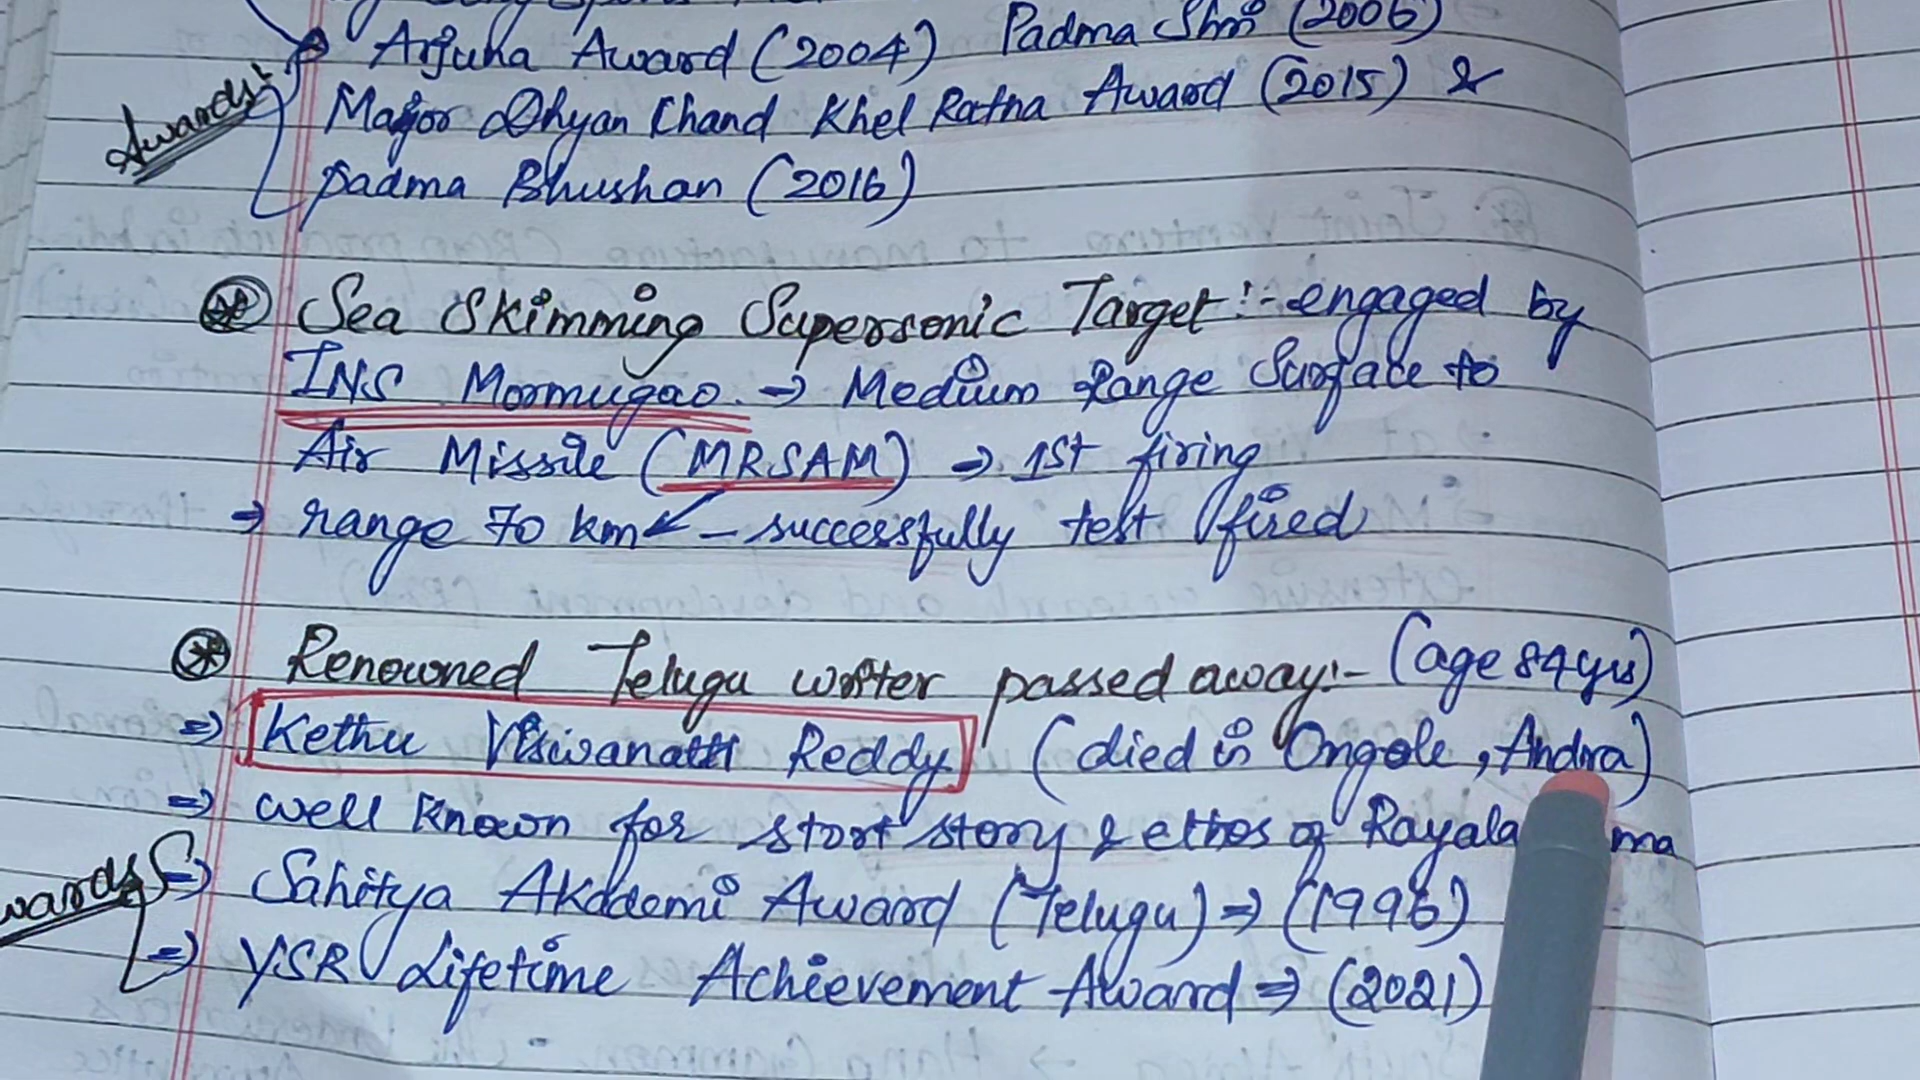 Arjuna Award (2004) Padma Shri (2006)
Awards:
Major Dhyan Chand Khel Ratna Award (2015) &
padma Bhushan (2016)
Sea Skimming Supersonic Target :- engaged by
INS Mormugao. → Medium Range Surface to
Air Missile (MRSAM) → 1st firing
→ range 70 km - successfully test fired
Renowned Telugu writer passed away:- (age 84yrs)
⇒ Kethu Viswanath Reddy (died in Ongole, Andra)
⇒ well known for stort story & ethos of Rayala ma
wards
⇒ Sahitya Akademi Award (Telugu) ⇒ (1996)
⇒ YSR Lifetime Achievement Award ⇒ (2021)